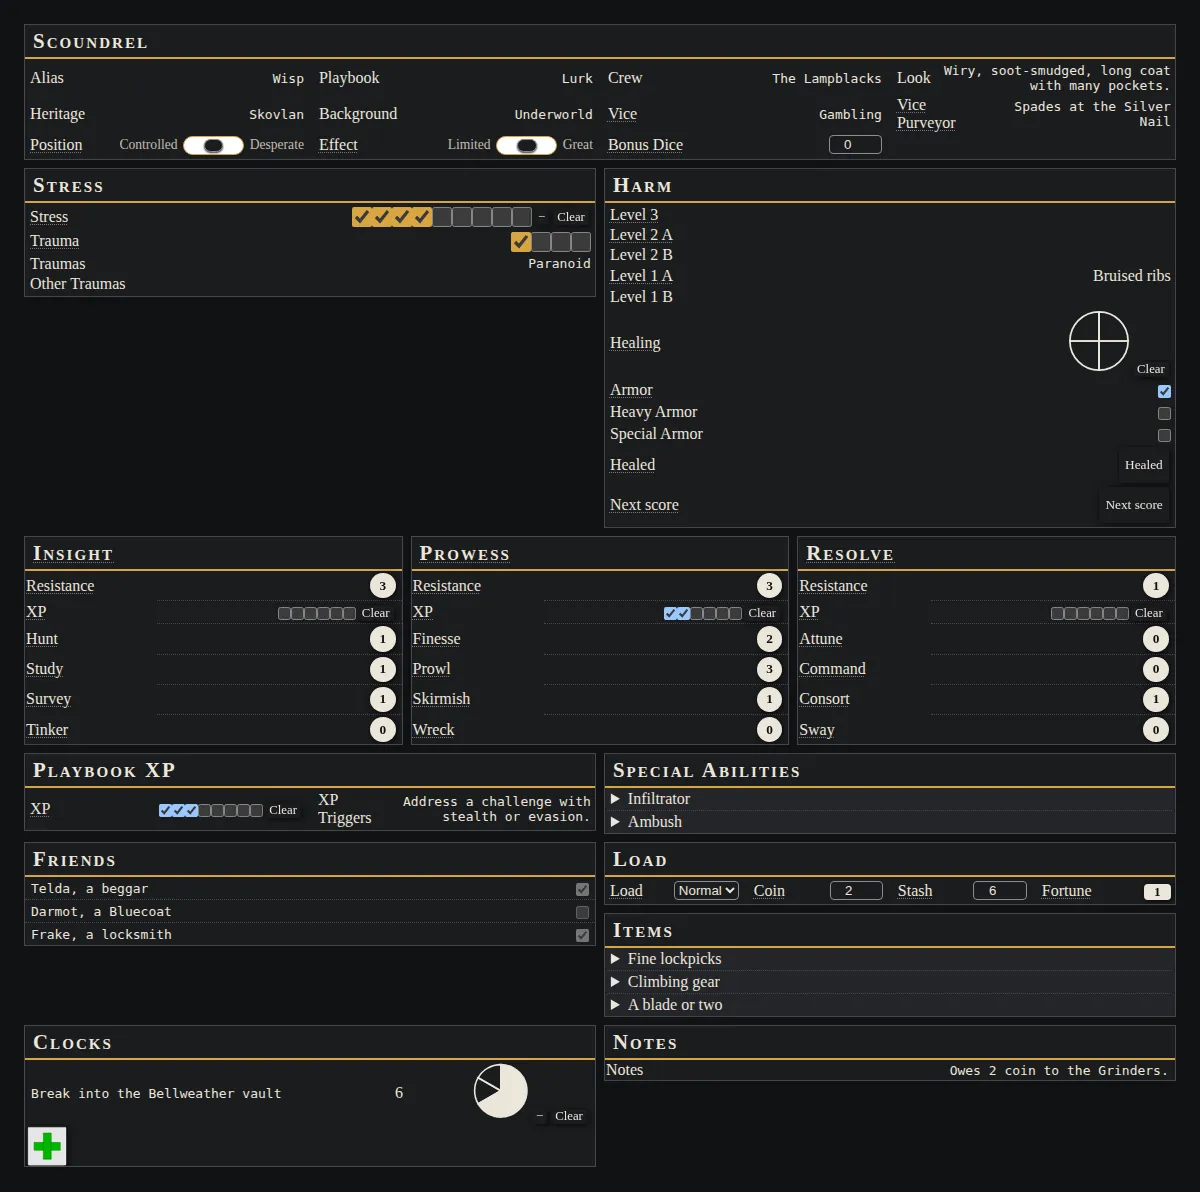 Scoundrel
Alias Wisp Playbook Lurk Crew The Lampblacks Look Wiry, soot-smudged, long coat
with many pockets.
Heritage Skovlan Background Underworld Vice Gambling Vice
Purveyor Spades at the Silver
Nail
Position Controlled Desperate Effect Limited Great Bonus Dice 0
Stress
Stress − Clear
Trauma
Traumas Paranoid
Other Traumas
Harm
Level 3
Level 2 A
Level 2 B
Level 1 A Bruised ribs
Level 1 B
Healing Clear
Armor
Heavy Armor
Special Armor
Healed Healed
Next score Next score
Insight
Resistance 3
XP Clear
Hunt 1
Study 1
Survey 1
Tinker 0
Prowess
Resistance 3
XP Clear
Finesse 2
Prowl 3
Skirmish 1
Wreck 0
Resolve
Resistance 1
XP Clear
Attune 0
Command 0
Consort 1
Sway 0
Playbook XP
XP Clear XP
Triggers Address a challenge with
stealth or evasion.
Special Abilities
Infiltrator
Ambush
Friends
Telda, a beggar
Darmot, a Bluecoat
Frake, a locksmith
Load
Load Normal Coin 2 Stash 6 Fortune 1
Items
Fine lockpicks
Climbing gear
A blade or two
Clocks
Break into the Bellweather vault 6 − Clear
Notes
Notes Owes 2 coin to the Grinders.